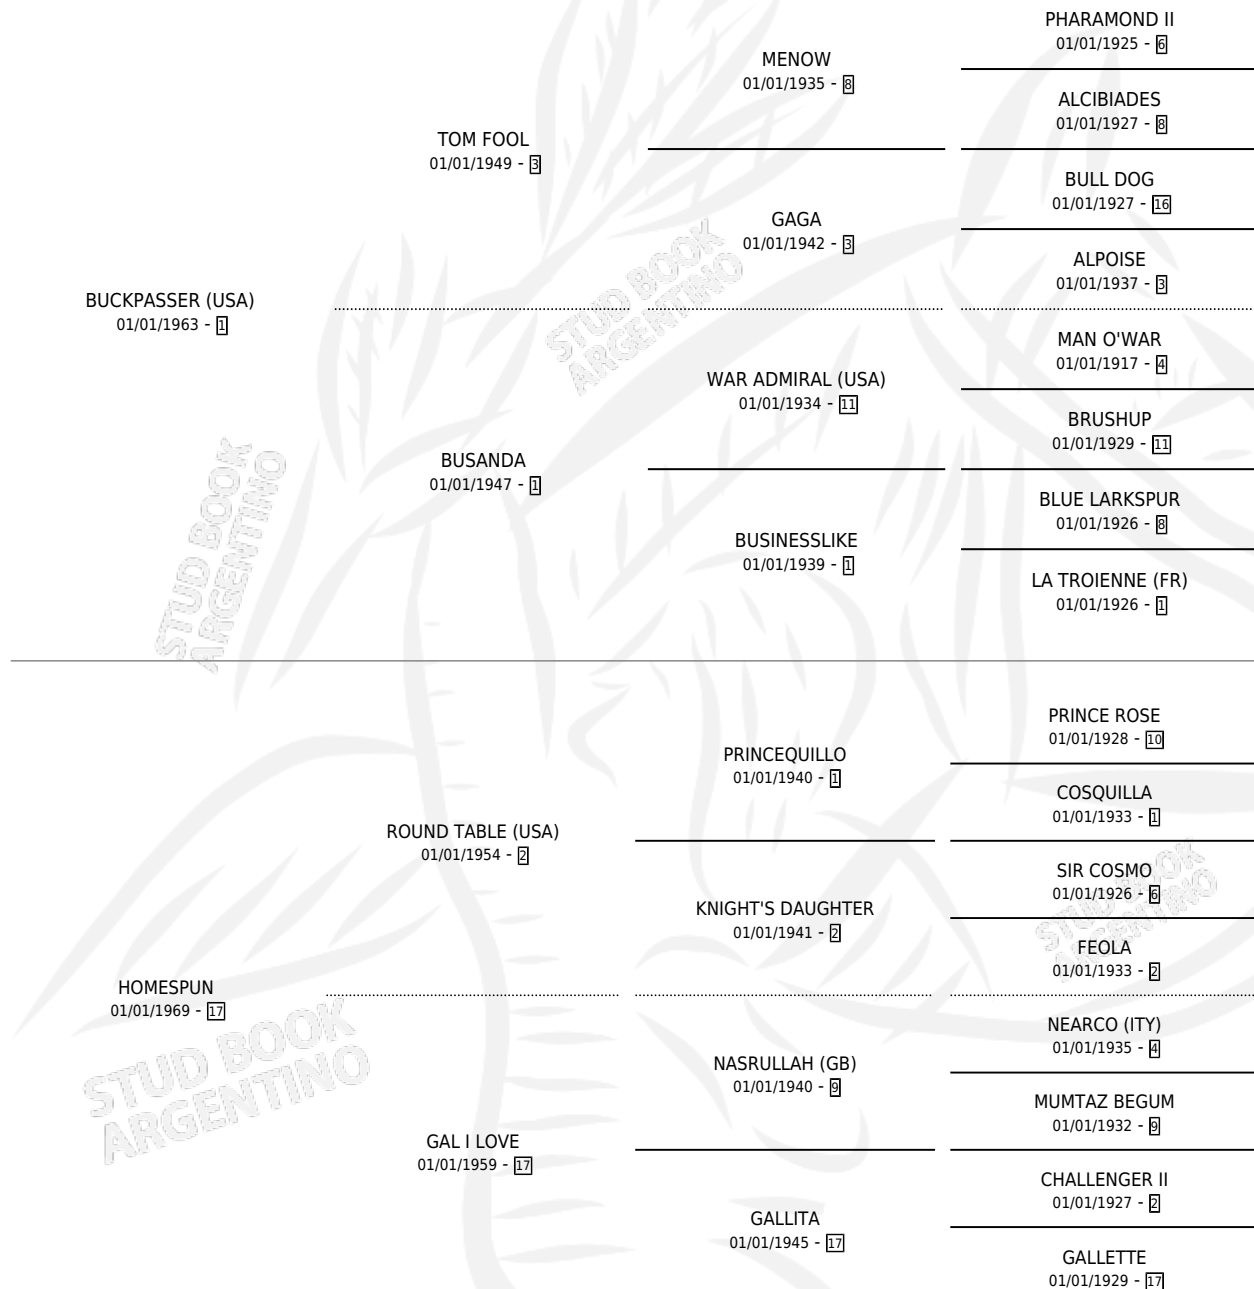 PHARAMOND II
01/01/1925 - 6
MENOW
01/01/1935 - 8
ALCIBIADES
01/01/1927 - 8
TOM FOOL
01/01/1949 - 3
BULL DOG
01/01/1927 - 16
GAGA
01/01/1942 - 3
ALPOISE
01/01/1937 - 3
BUCKPASSER (USA)
01/01/1963 - 1
MAN O'WAR
01/01/1917 - 4
WAR ADMIRAL (USA)
01/01/1934 - 11
BRUSHUP
01/01/1929 - 11
BUSANDA
01/01/1947 - 1
BLUE LARKSPUR
01/01/1926 - 8
BUSINESSLIKE
01/01/1939 - 1
LA TROIENNE (FR)
01/01/1926 - 1
PRINCE ROSE
01/01/1928 - 10
PRINCEQUILLO
01/01/1940 - 1
COSQUILLA
01/01/1933 - 1
ROUND TABLE (USA)
01/01/1954 - 2
SIR COSMO
01/01/1926 - 6
KNIGHT'S DAUGHTER
01/01/1941 - 2
FEOLA
01/01/1933 - 2
HOMESPUN
01/01/1969 - 17
NEARCO (ITY)
01/01/1935 - 4
NASRULLAH (GB)
01/01/1940 - 9
MUMTAZ BEGUM
01/01/1932 - 9
GAL I LOVE
01/01/1959 - 17
CHALLENGER II
01/01/1927 - 2
GALLITA
01/01/1945 - 17
GALLETTE
01/01/1929 - 17
STUD BOOK
ARGENTINO
STUD BOOK
ARGENTINO
STUD BOOK
ARGENTINO
STUD BOOK
ARGENTINO